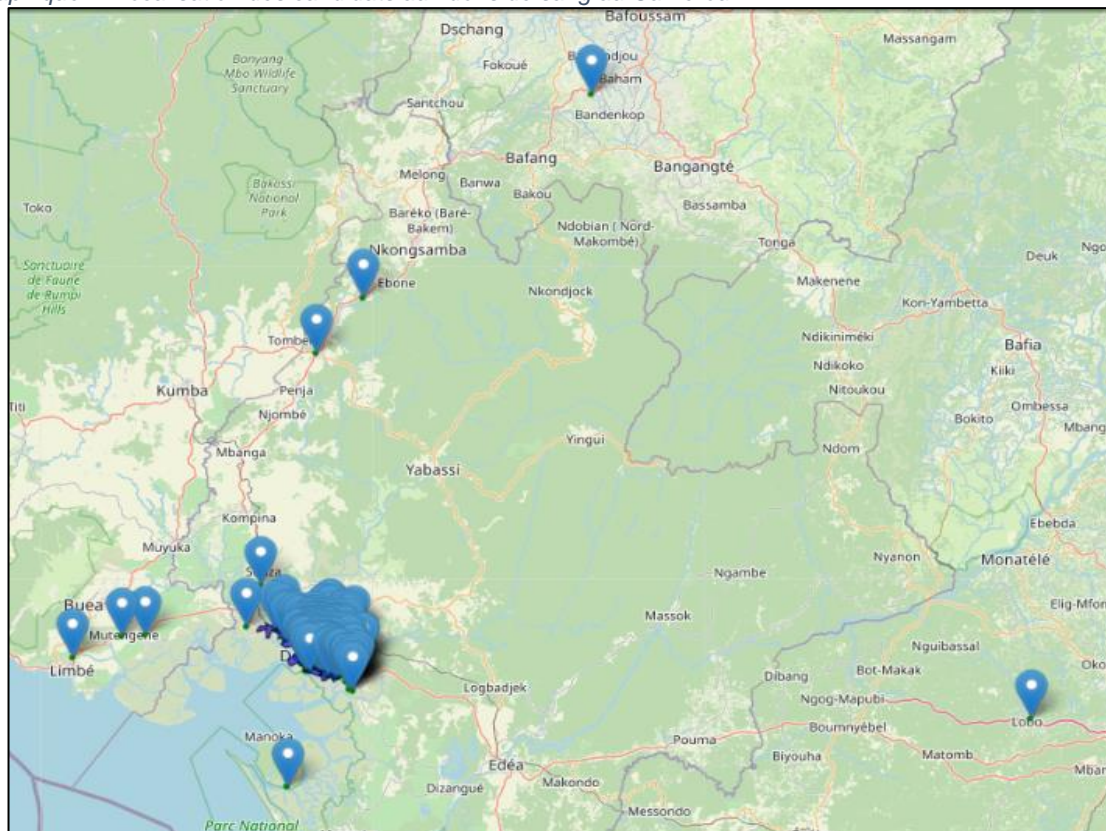 Bafoussam
Dschang
Massangam
Fokoué
Banyang
Mbo Wildlife
Sanctuary
Baham
Santchou
Bandenkop
Bafang
Bangangté
Melong
Banwa
Bakou
Bassamba
Bakossi
National
Park
Toko
Baréko (Baré-
Bakem)
Ndobian ( Nord-
Makombé)
Tonga
Nkongsamba
Deuk
Sanctuaire
de Faune
de Rumpi
Hills
Ebone
Nkondjock
Makenene
Kon-Yambetta
Ndikiniméki
Bafia
Kiiki
Ndikoko
Nitoukou
Kumba
Penja
Titi
Njombé
Ombessa
Bokito
Mbang
Mbanga
Yingui
Ndom
Yabassi
Kompina
Ebebda
Muyuka
Nyanon
Monatélé
Ngambe
Buea
Elig-Mfom
Massok
Mutengene
Nguibassal
Limbé
Dibang
Bot-Makak
Logbadjek
Ngog-Mapubi
Lobo
Boumnyébel
Manoka
Pouma
Edéa
Biyouha
Matomb
Makondo
Dizangué
Messondo
Parc National